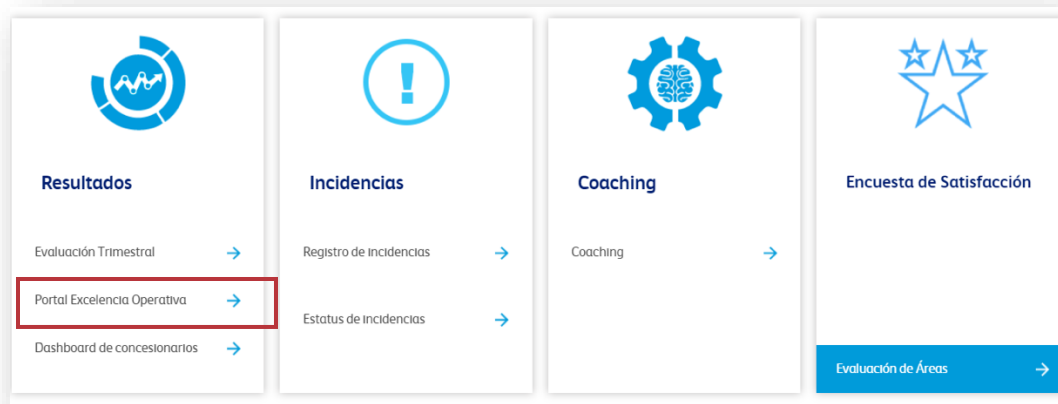 Resultados
Evaluación Trimestral
Portal Excelencia Operativa
Dashboard de concesionarios
Incidencias
Registro de incidencias
Estatus de incidencias
Coaching
Coaching
Encuesta de Satisfacción
Evaluación de Áreas